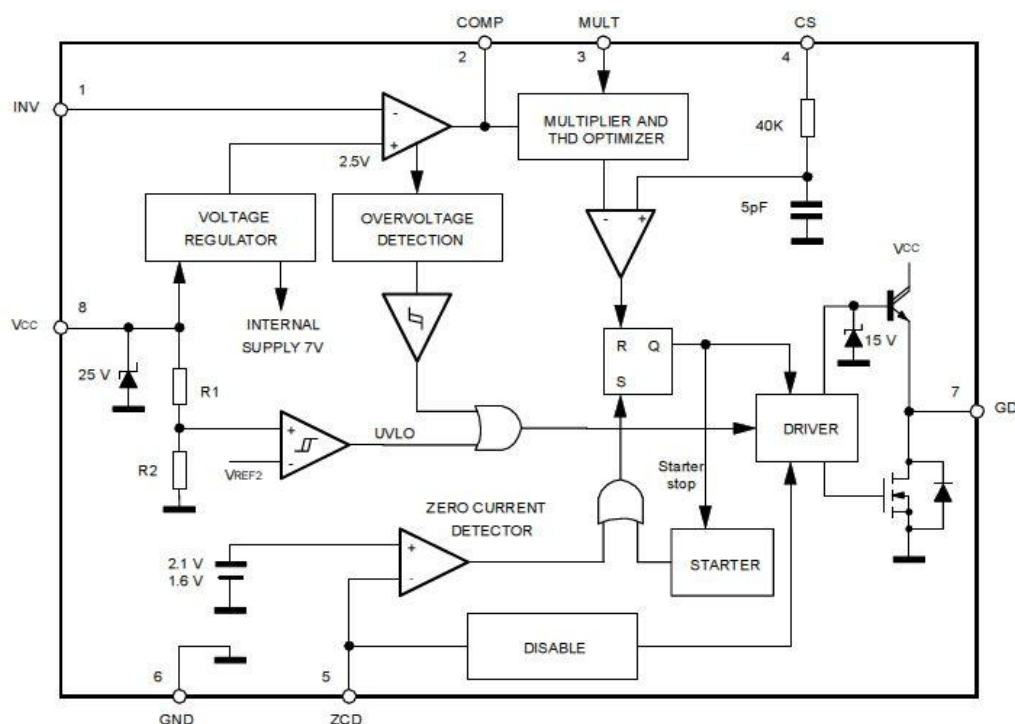 COMP
MULT
CS
2
3
4
1
INV
-
+
2.5V
MULTIPLIER AND
THD OPTIMIZER
40K
5pF
VOLTAGE
REGULATOR
OVERVOLTAGE
DETECTION
-
+
VCC
8
VCC
INTERNAL
SUPPLY 7V
25 V
R1
R Q
S
15 V
7
GD
DRIVER
UVLO
+
-
R2
VREF2
Starter
stop
ZERO CURRENT
DETECTOR
2.1 V
1.6 V
+
-
STARTER
DISABLE
6
5
GND
ZCD